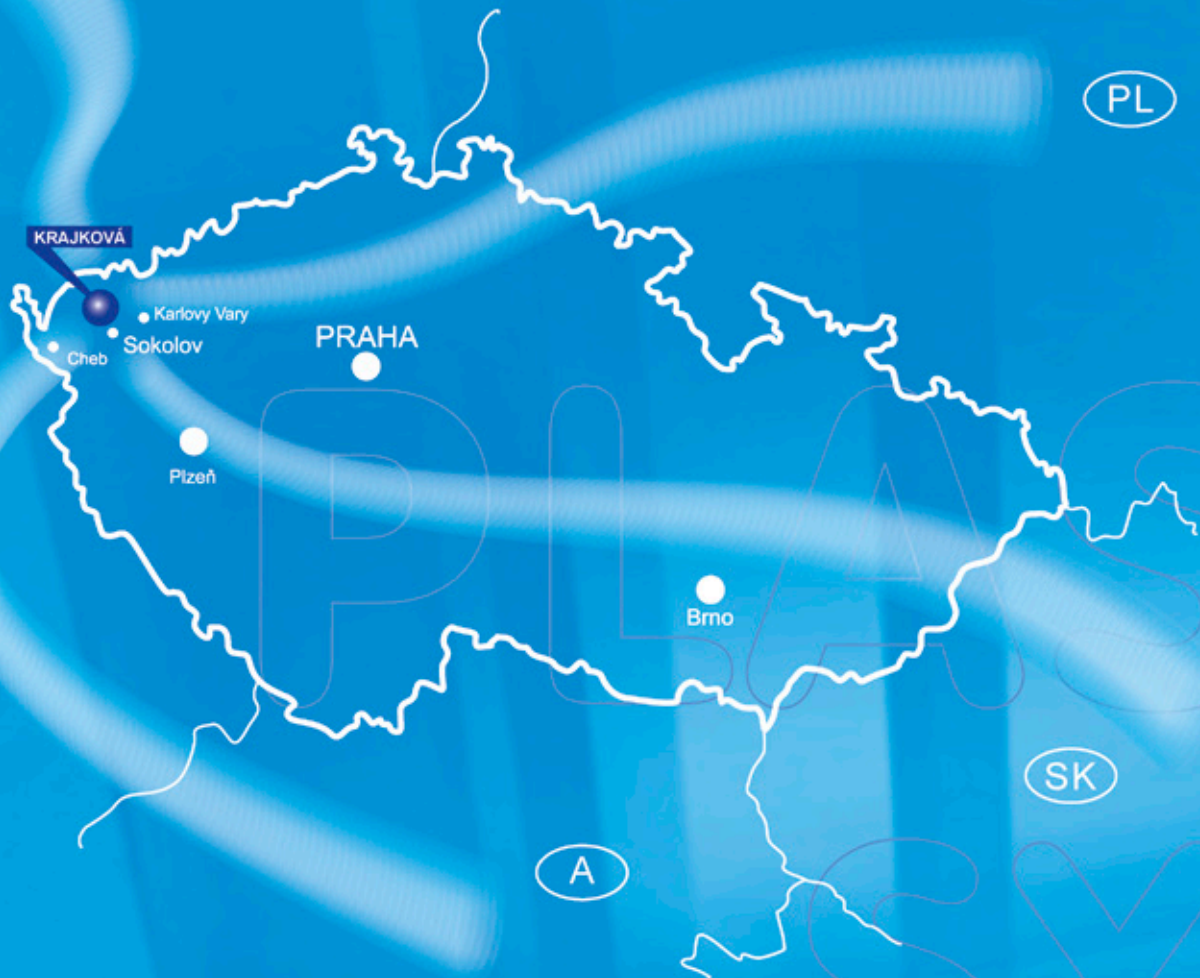 PL
KRAJKOVÁ
Karlovy Vary
PRAHA
Sokolov
Cheb
Plzeň
PLAS
Brno
SK
A